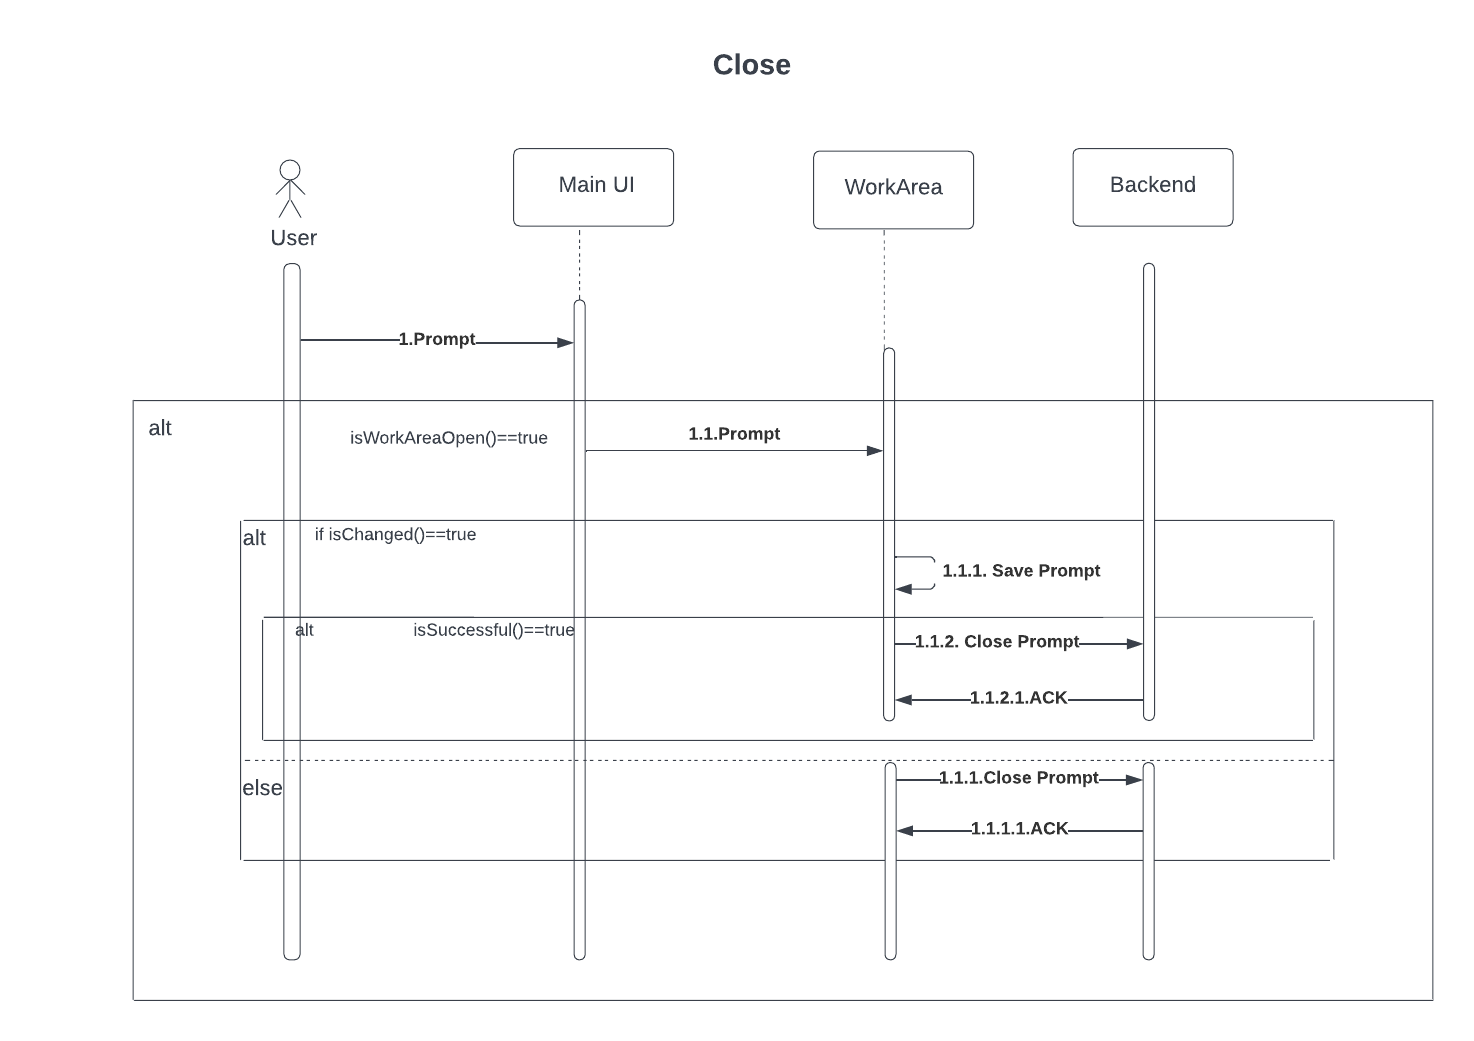 Close
User
Main UI
WorkArea
Backend
1.Prompt
alt
isWorkAreaOpen()==true
1.1.Prompt
alt
if isChanged()==true
1.1.1. Save Prompt
alt
isSuccessful()==true
1.1.2. Close Prompt
1.1.2.1.ACK
else
1.1.1.Close Prompt
1.1.1.1.ACK